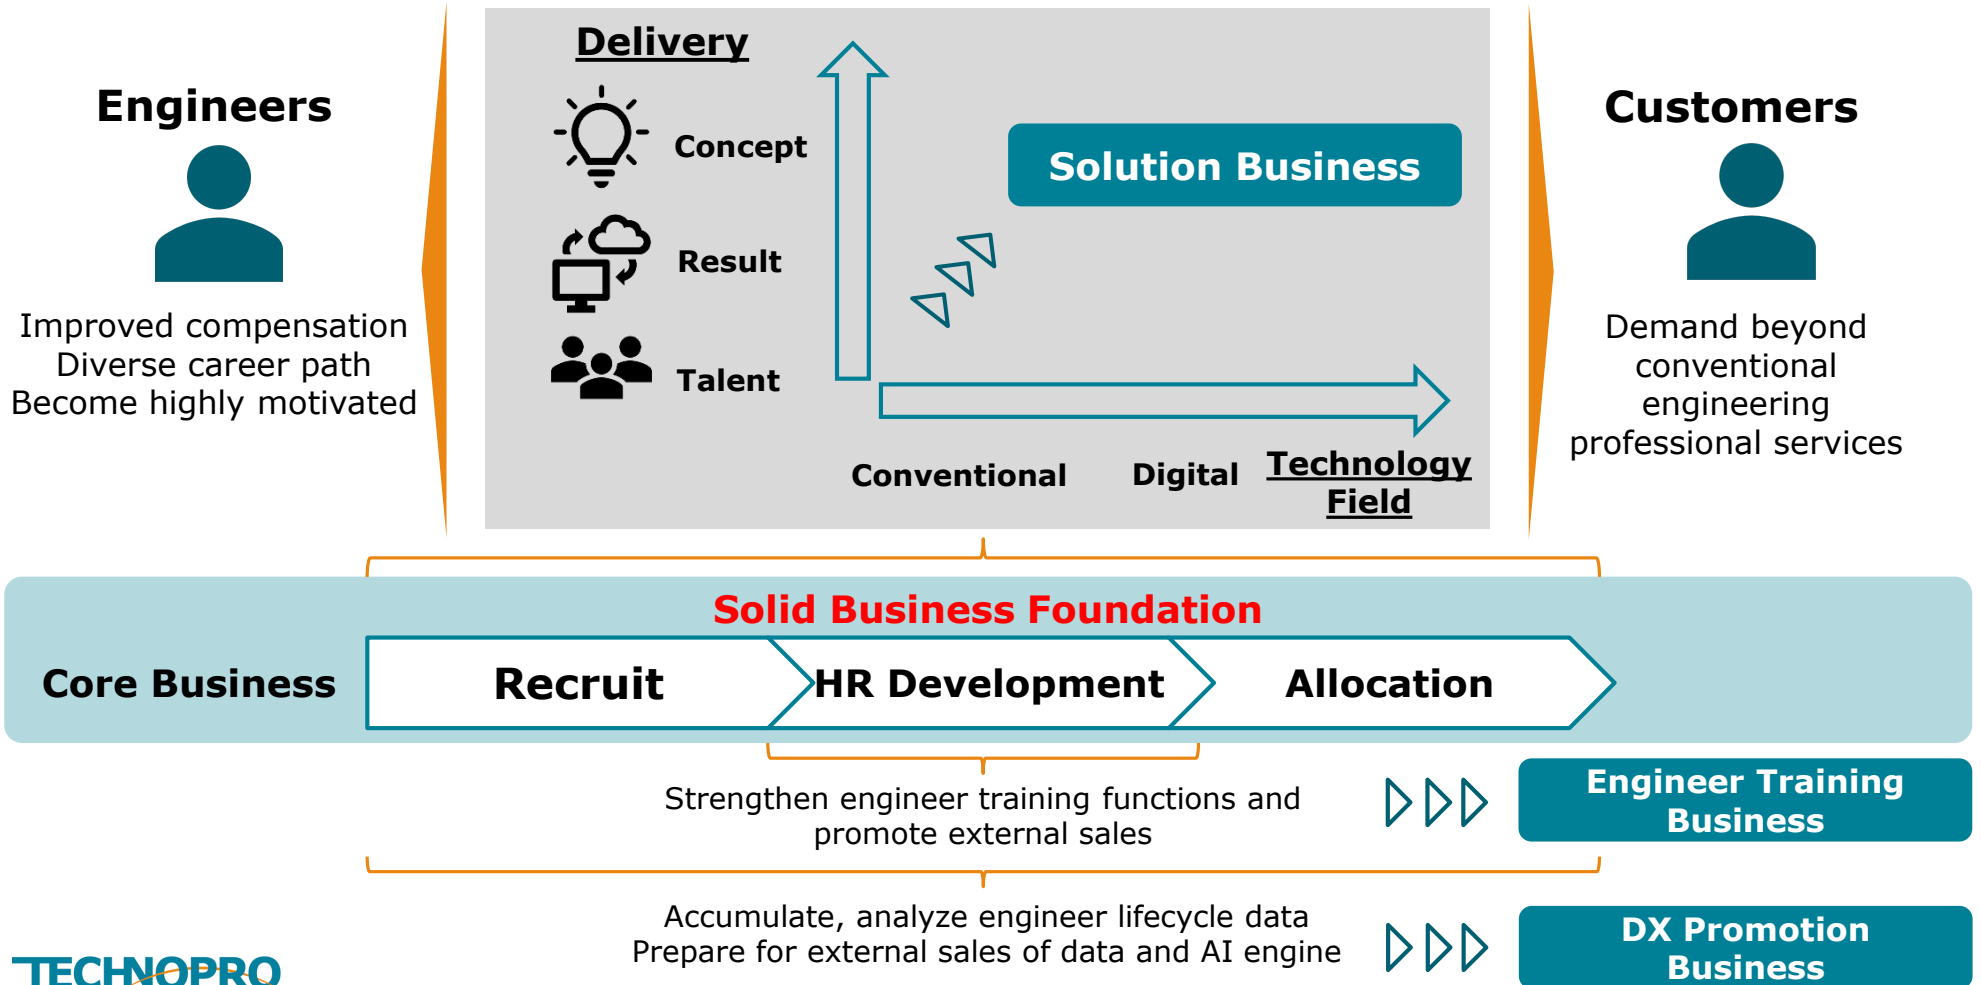 Engineers
Improved compensation
Diverse career path
Become highly motivated
Delivery
Concept
Result
Talent
Solution Business
Conventional
Digital
Technology
Field
Customers
Demand beyond
conventional
engineering
professional services
Solid Business Foundation
Core Business
Recruit
HR Development
Allocation
Strengthen engineer training functions and
promote external sales
Engineer Training
Business
Accumulate, analyze engineer lifecycle data
Prepare for external sales of data and AI engine
DX Promotion
Business
TECHNOPRO